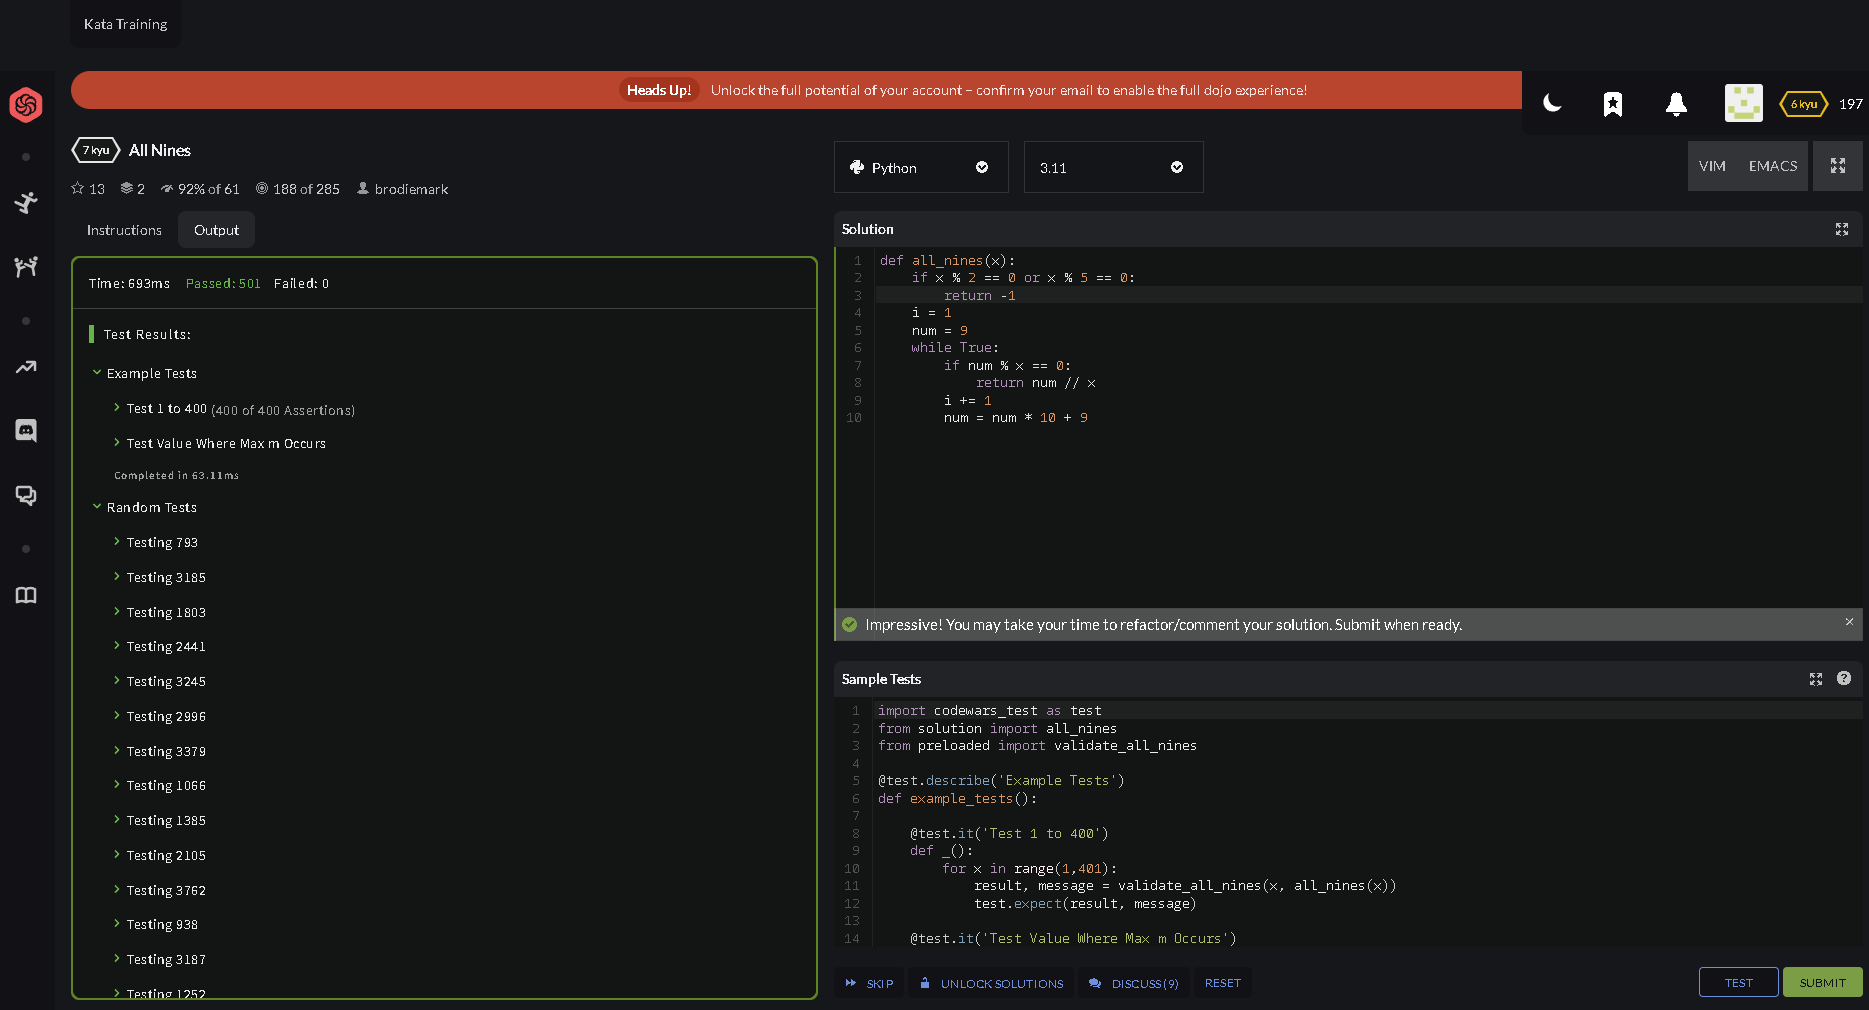 Kata Training
Heads Up! Unlock the full potential of your account – confirm your email to enable the full dojo experience!
6 kyu 197
7 kyu All Nines
13 2 92% of 61 188 of 285 brodiemark
Instructions Output
Time: 693ms Passed: 501 Failed: 0
Test Results:
Example Tests
Test 1 to 400 (400 of 400 Assertions)
Test Value Where Max m Occurs
Completed in 63.11ms
Random Tests
Testing 793
Testing 3185
Testing 1803
Testing 2441
Testing 3245
Testing 2996
Testing 3379
Testing 1066
Testing 1385
Testing 2105
Testing 3762
Testing 938
Testing 3187
Testing 1252
Python 3.11 VIM EMACS
Solution
1 def all_nines(x):
2 if x % 2 == 0 or x % 5 == 0:
3 return -1
4 i = 1
5 num = 9
6 while True:
7 if num % x == 0:
8 return num // x
9 i += 1
10 num = num * 10 + 9
Impressive! You may take your time to refactor/comment your solution. Submit when ready.
Sample Tests
1 import codewars_test as test
2 from solution import all_nines
3 from preloaded import validate_all_nines
4
5 @test.describe('Example Tests')
6 def example_tests():
7
8 @test.it('Test 1 to 400')
9 def _():
10 for x in range(1,401):
11 result, message = validate_all_nines(x, all_nines(x))
12 test.expect(result, message)
13
14 @test.it('Test Value Where Max m Occurs')
SKIP UNLOCK SOLUTIONS DISCUSS (9) RESET TEST SUBMIT